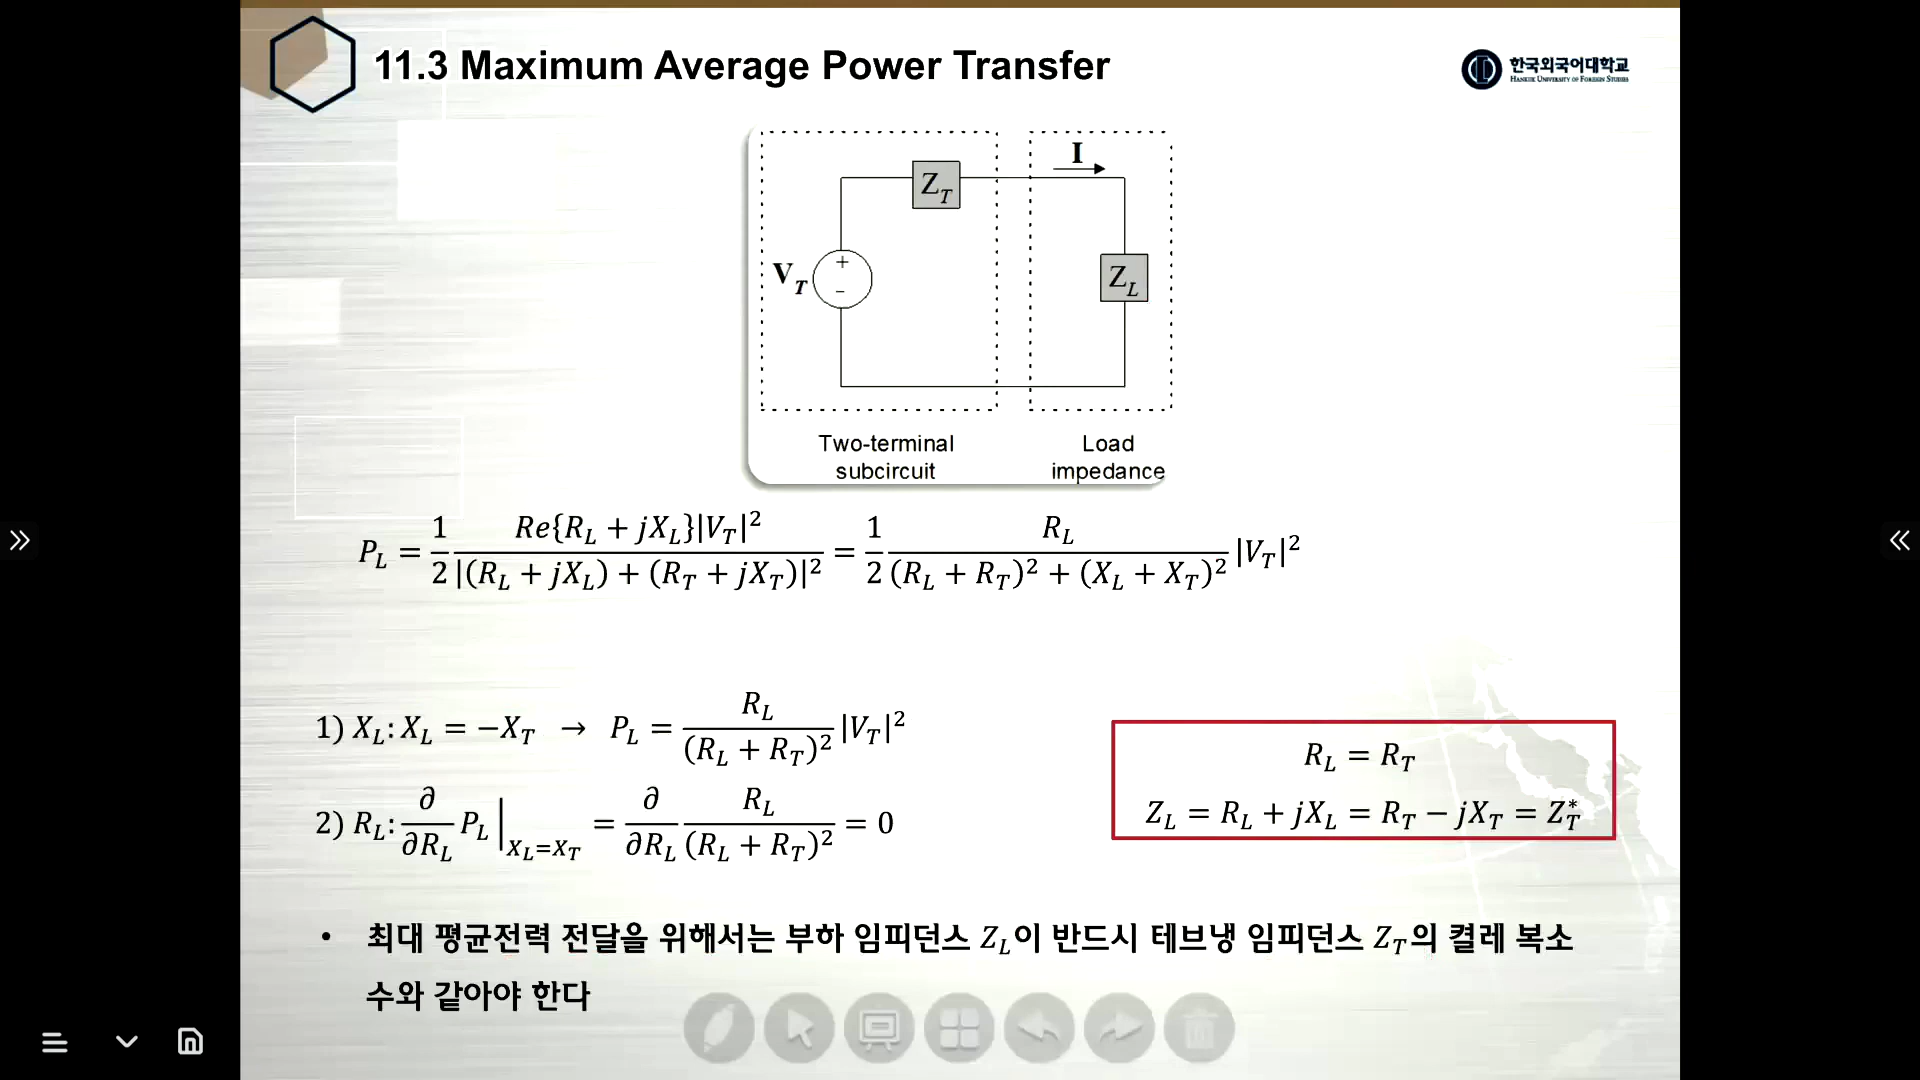 11.3 Maximum Average Power Transfer
한국외국어대학교
HANKUK UNIVERSITY OF FOREIGN STUDIES
I
Z_T
V_T
+
−
Z_L
Two-terminal
subcircuit
Load
impedance
P_L = 1/2 Re{R_L + jX_L}|V_T|² / |(R_L + jX_L) + (R_T + jX_T)|² = 1/2 R_L / ((R_L + R_T)² + (X_L + X_T)²) |V_T|²
1) X_L: X_L = −X_T → P_L = R_L / (R_L + R_T)² |V_T|²
2) R_L: ∂/∂R_L P_L|_{X_L=X_T} = ∂/∂R_L R_L / (R_L + R_T)² = 0
R_L = R_T
Z_L = R_L + jX_L = R_T − jX_T = Z_T^*
• 최대 평균전력 전달을 위해서는 부하 임피던스 Z_L이 반드시 테브냉 임피던스 Z_T의 켤레 복소
수와 같아야 한다